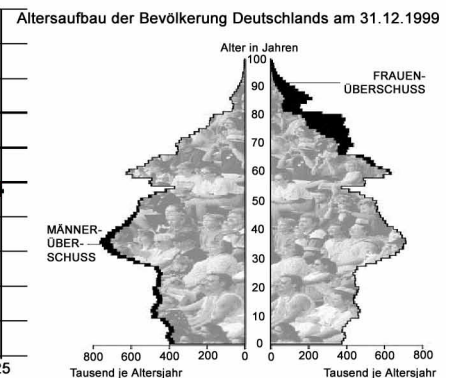 Altersaufbau der Bevölkerung Deutschlands am 31.12.1999
Alter in Jahren
100
90
80
70
60
50
40
30
20
10
0
FRAUEN-
ÜBERSCHUSS
MÄNNER-
ÜBER-
SCHUSS
800 600 400 200 0
0 200 400 600 800
Tausend je Altersjahr
Tausend je Altersjahr
25